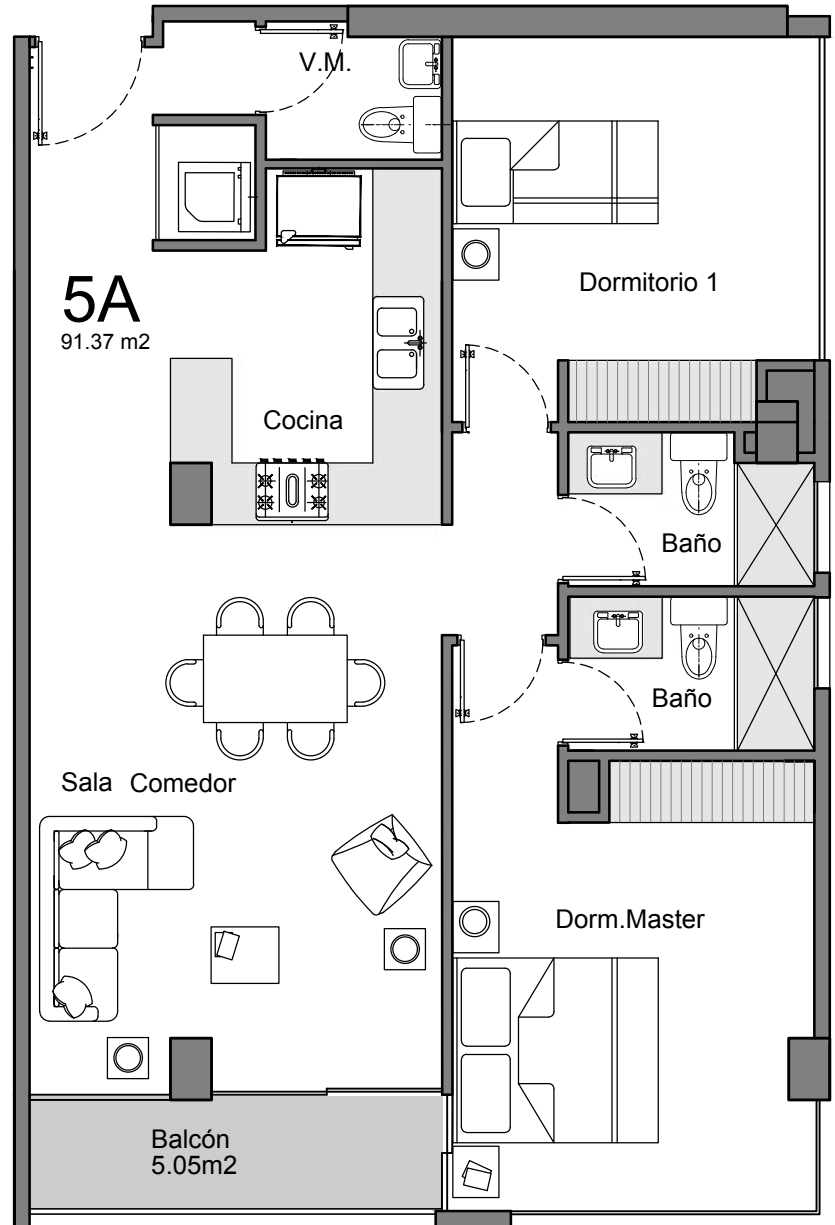 V.M.
Dormitorio 1
5A
91.37 m2
Cocina
Baño
Baño
Sala Comedor
Dorm.Master
Balcón
5.05m2